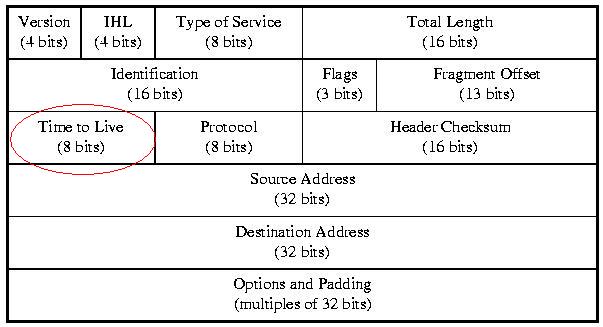 Version IHL Type of Service Total Length
(4 bits) (4 bits) (8 bits) (16 bits)
Identification Flags Fragment Offset
(16 bits) (3 bits) (13 bits)
Time to Live Protocol Header Checksum
(8 bits) (8 bits) (16 bits)
Source Address
(32 bits)
Destination Address
(32 bits)
Options and Padding
(multiples of 32 bits)